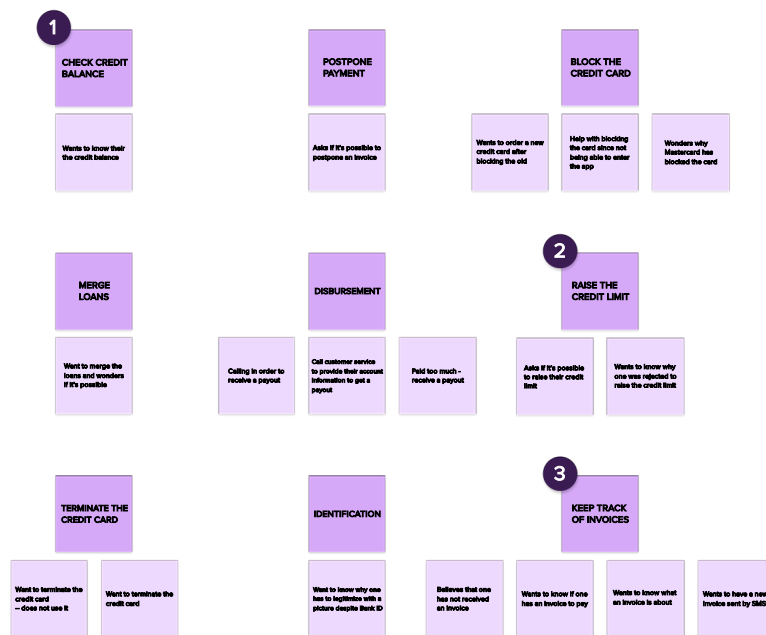 1
CHECK CREDIT
BALANCE
Wants to know their
the credit balance
POSTPONE
PAYMENT
Asks if it's possible to
postpone an invoice
BLOCK THE
CREDIT CARD
Wants to order a new
credit card after
blocking the old
Help with blocking
the card since not
being able to enter
the app
Wonders why
Mastercard has
blocked the card
MERGE
LOANS
Want to merge the
loans and wonders
if it's possible
DISBURSEMENT
Calling in order to
receive a payout
Call customer service
to provide their account
information to get a
payout
Paid too much -
receive a payout
2
RAISE THE
CREDIT LIMIT
Asks if it's possible
to raise their credit
limit
Wants to know why
one was rejected to
raise the credit limit
TERMINATE THE
CREDIT CARD
Want to terminate the
credit card
– does not use it
Want to terminate the
credit card
IDENTIFICATION
Want to know why one
has to legitimize with a
picture despite Bank ID
3
KEEP TRACK
OF INVOICES
Believes that one
has not received
an invoice
Wants to know if one
has an invoice to pay
Wants to know what
an invoice is about
Wants to have a new
invoice sent by SMS